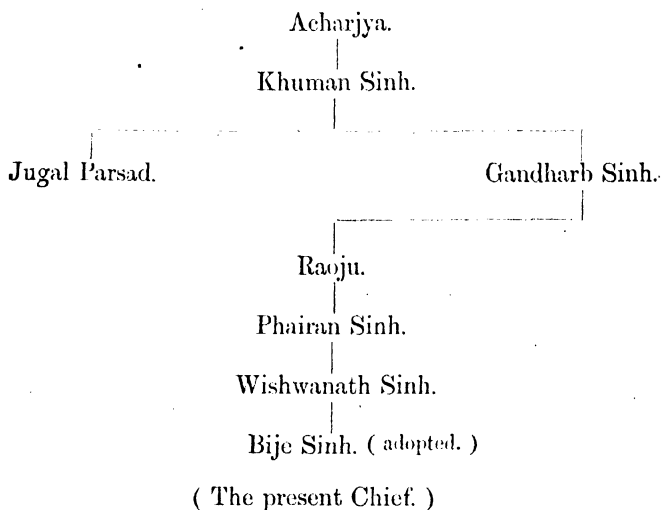 Acharjya.
Khuman Sinh.
Jugal Parsad. Gandharb Sinh.
Raoju.
Phairan Sinh.
Wishwanath Sinh.
Bije Sinh. ( adopted. )
( The present Chief. )